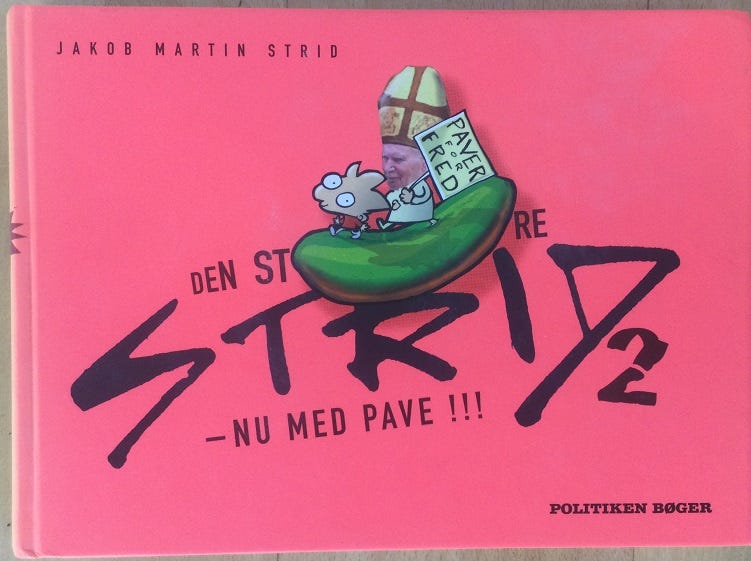 JAKOB MARTIN STRID
PAVER
FOR
FRED
DEN ST RE
STRID 2
–NU MED PAVE !!!
POLITIKEN BØGER